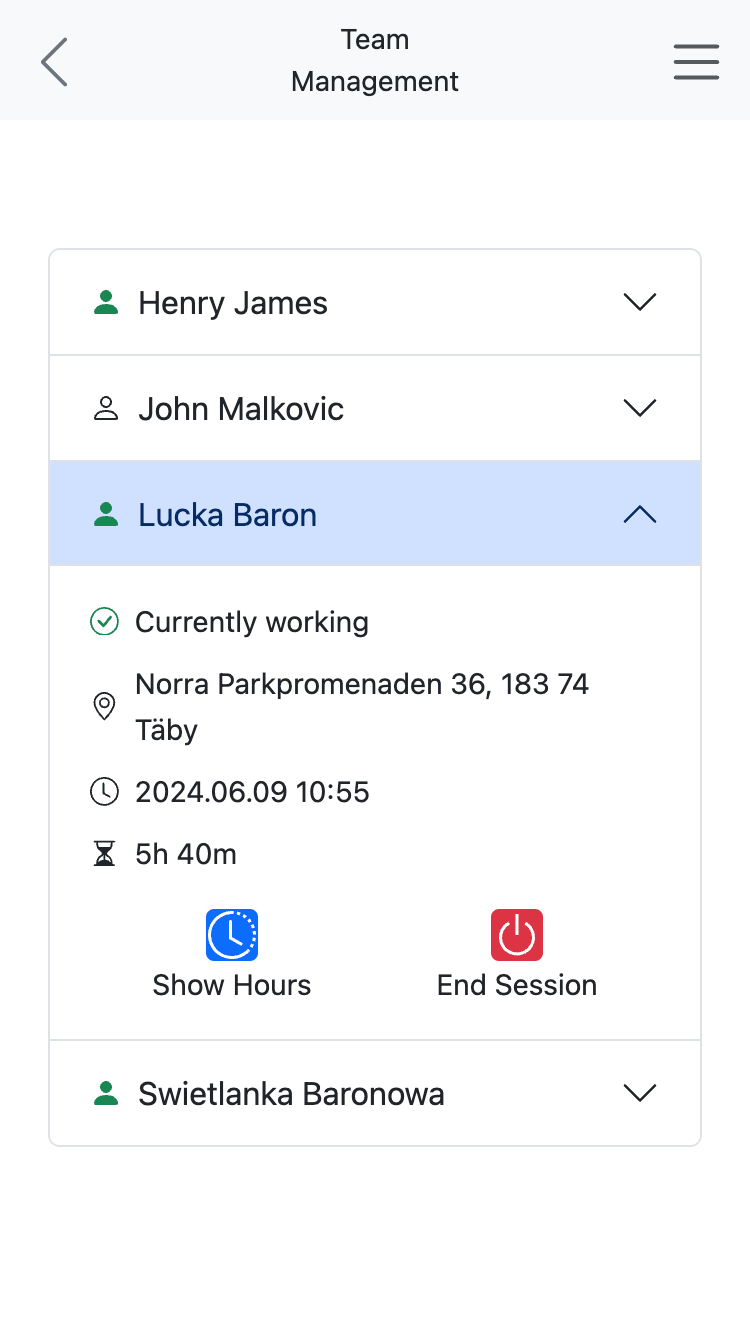 Team
Management
Henry James
John Malkovic
Lucka Baron
Currently working
Norra Parkpromenaden 36, 183 74
Täby
2024.06.09 10:55
5h 40m
Show Hours
End Session
Swietlanka Baronowa